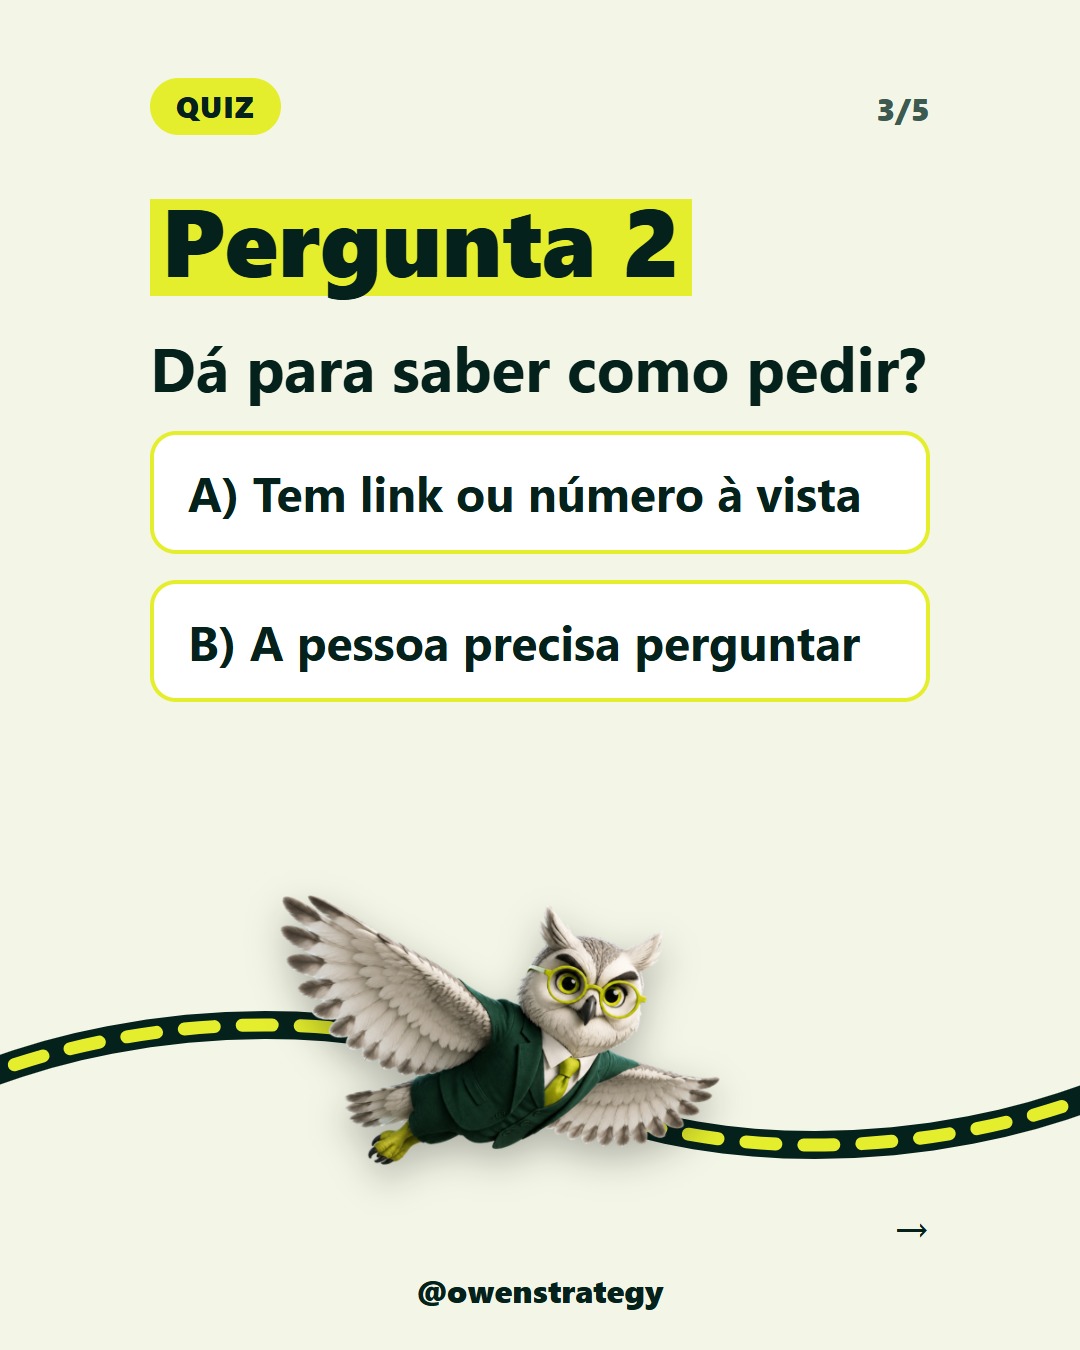 QUIZ
3/5
Pergunta 2
Dá para saber como pedir?
A) Tem link ou número à vista
B) A pessoa precisa perguntar
→
@owenstrategy